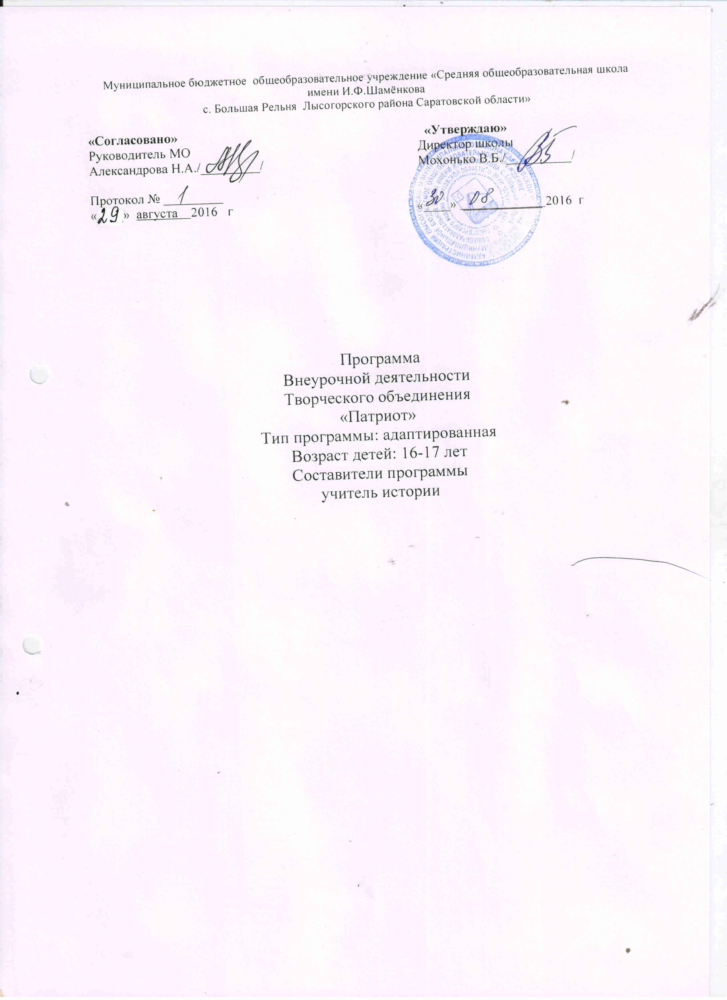 Муниципальное бюджетное общеобразовательное учреждение «Средняя общеобразовательная школа
имени И.Ф.Шамёнкова
с. Большая Рельня Лысогорского района Саратовской области»
«Согласовано»
Руководитель МО
Александрова Н.А./__________/
Протокол № 1
«29» августа 2016 г
«Утверждаю»
Директор школы
Мохонько В.Б./___________/
«30» 08 2016 г
Программа
Внеурочной деятельности
Творческого объединения
«Патриот»
Тип программы: адаптированная
Возраст детей: 16-17 лет
Составители программы
учитель истории